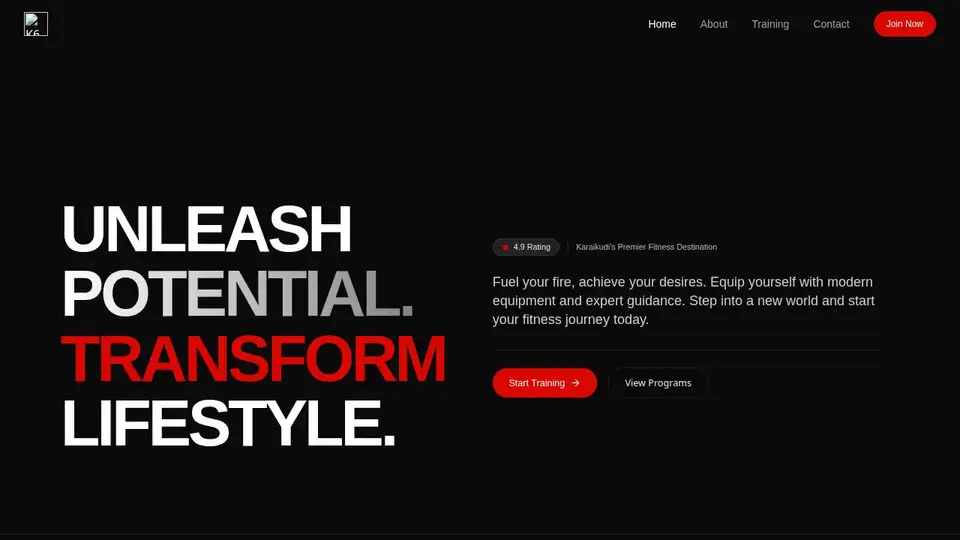 K6
Home
About
Training
Contact
Join Now
UNLEASH
POTENTIAL.
TRANSFORM
LIFESTYLE.
4.9 Rating
Karaikudi's Premier Fitness Destination
Fuel your fire, achieve your desires. Equip yourself with modern
equipment and expert guidance. Step into a new world and start
your fitness journey today.
Start Training
View Programs